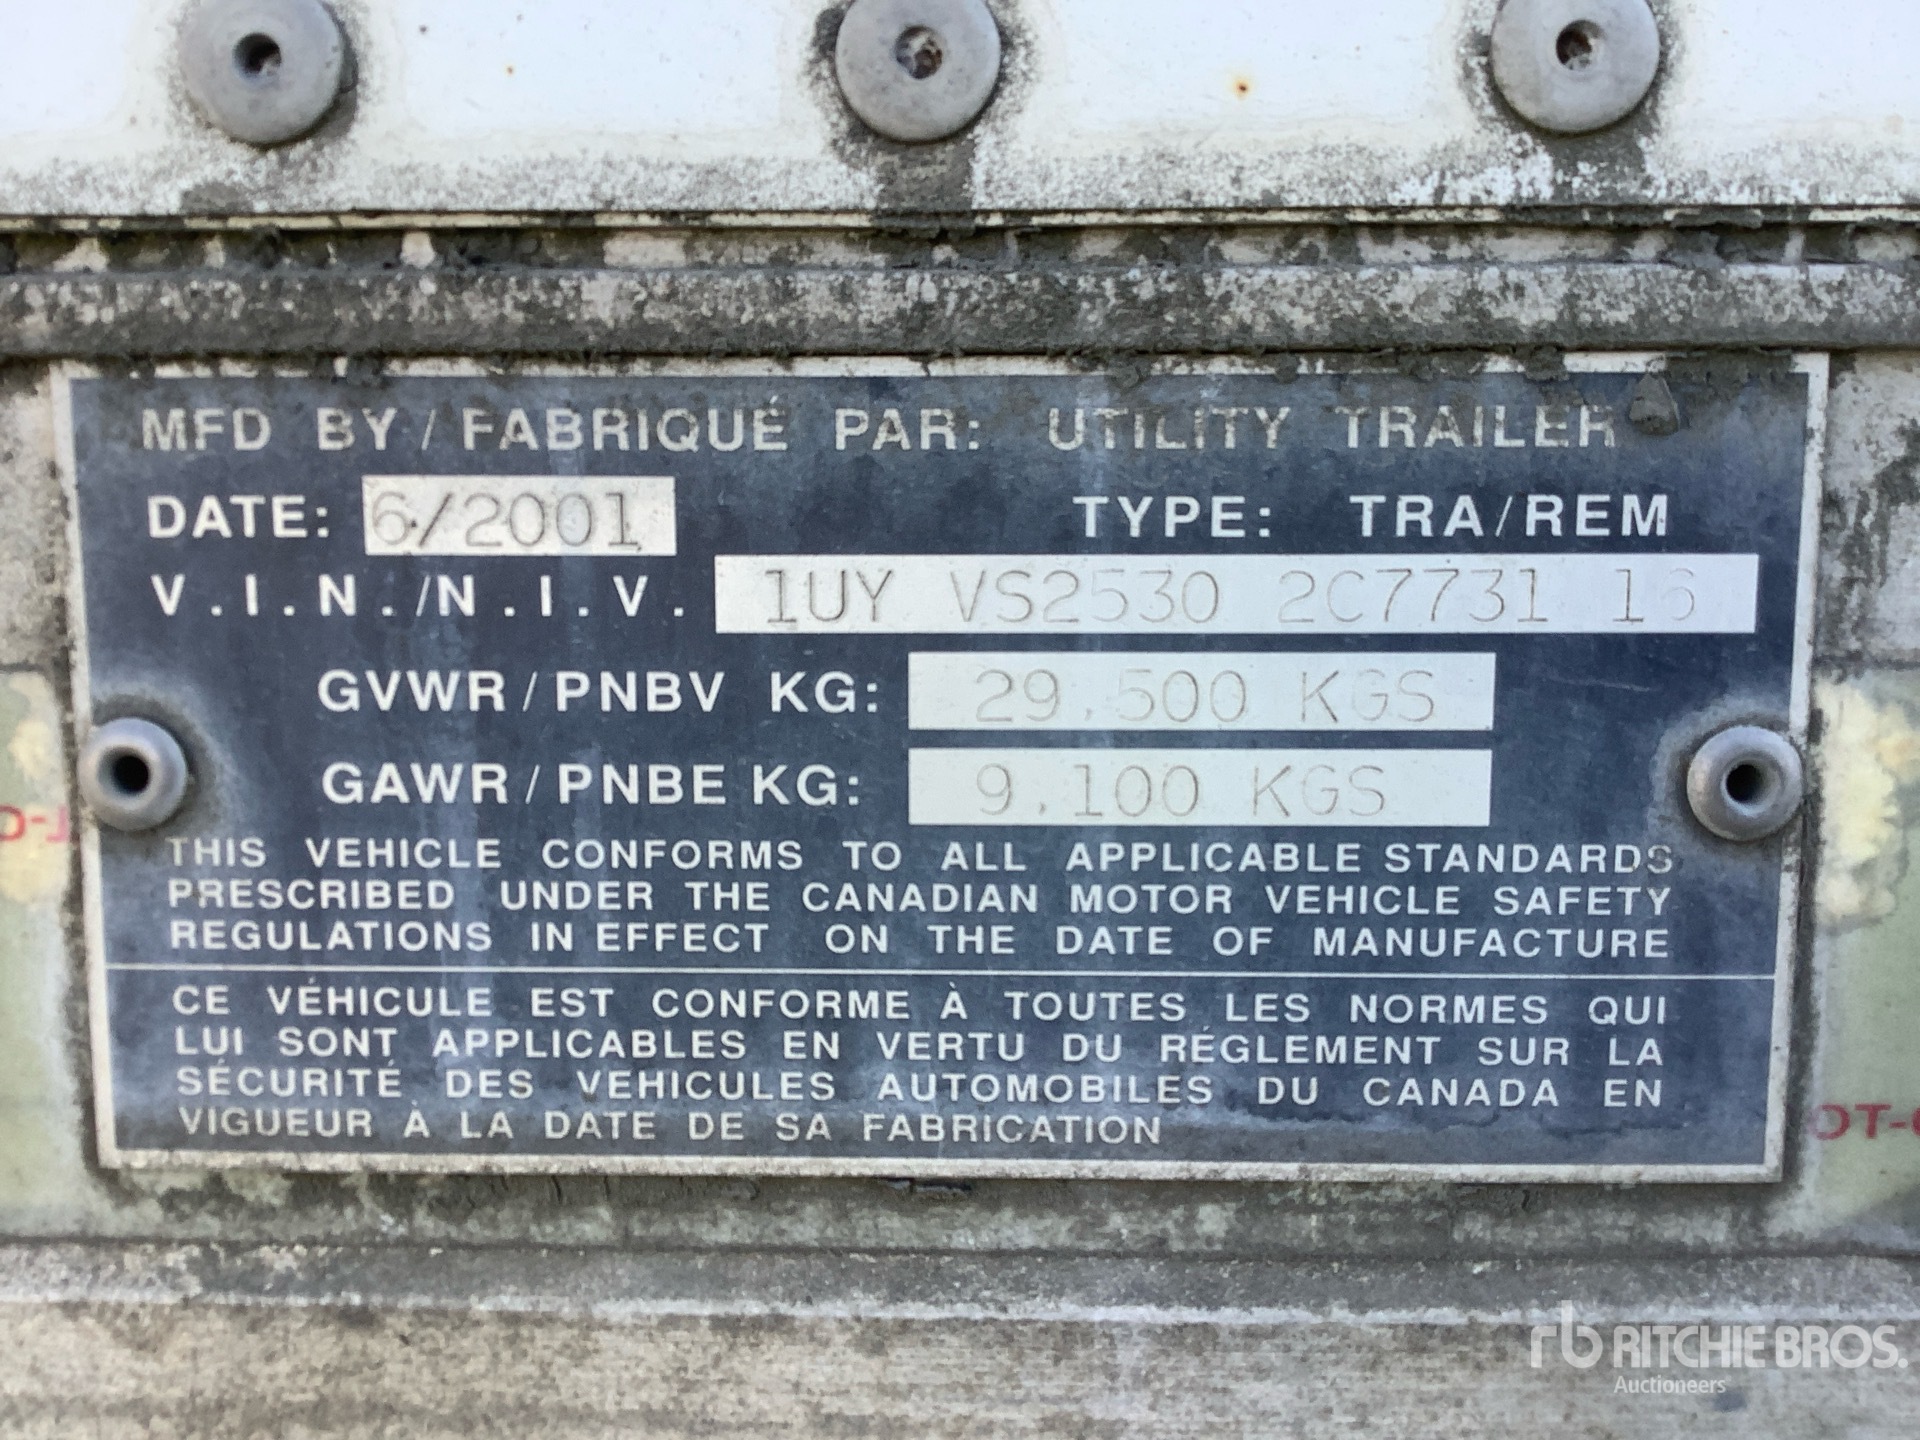 MFD BY / FABRIQUÉ PAR: UTILITY TRAILER
DATE: 6/2001 TYPE: TRA/REM
V.I.N./N.I.V. 1UY VS2530 2C7731 16
GVWR/PNBV KG: 29,500 KGS
GAWR/PNBE KG: 9,100 KGS
THIS VEHICLE CONFORMS TO ALL APPLICABLE STANDARDS
PRESCRIBED UNDER THE CANADIAN MOTOR VEHICLE SAFETY
REGULATIONS IN EFFECT ON THE DATE OF MANUFACTURE
CE VÉHICULE EST CONFORME À TOUTES LES NORMES QUI
LUI SONT APPLICABLES EN VERTU DU RÉGLEMENT SUR LA
SÉCURITÉ DES VEHICULES AUTOMOBILES DU CANADA EN
VIGUEUR À LA DATE DE SA FABRICATION
rb RITCHIE BROS.
Auctioneers